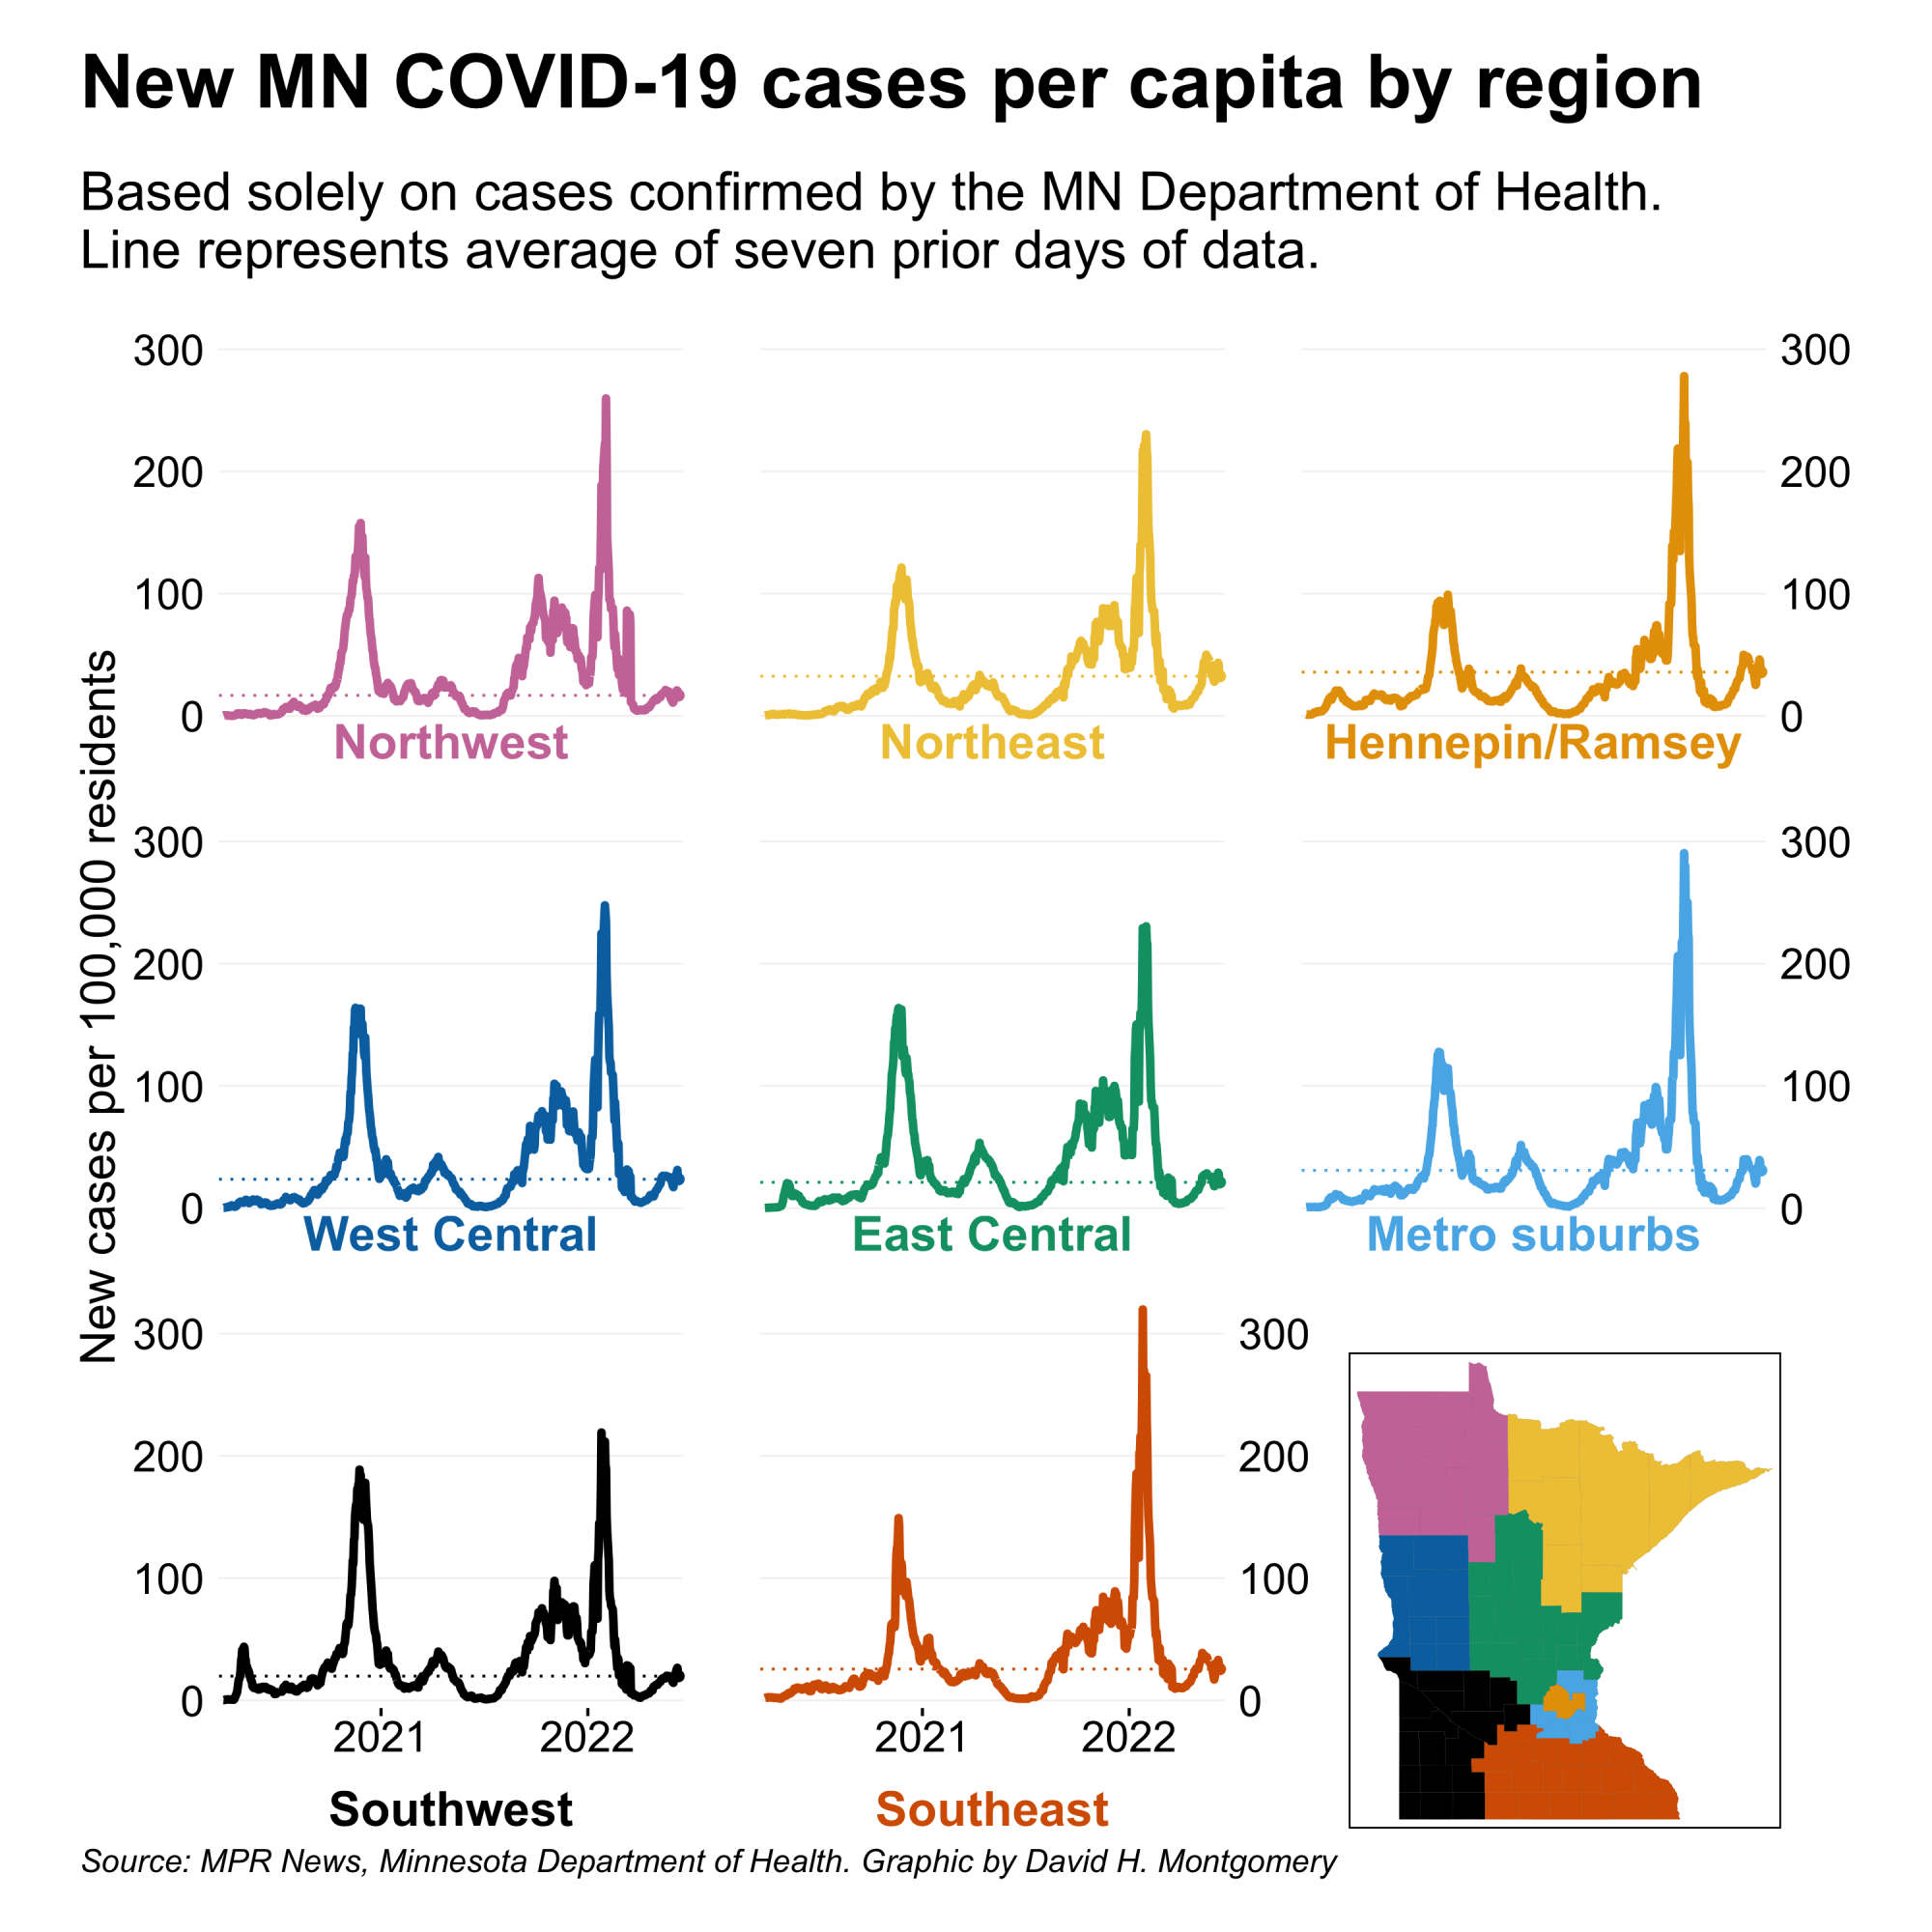 New MN COVID-19 cases per capita by region
Based solely on cases confirmed by the MN Department of Health.
Line represents average of seven prior days of data.
New cases per 100,000 residents
300
200
100
0
300
200
100
0
Northwest
Northeast
Hennepin/Ramsey
300
200
100
0
300
200
100
0
West Central
East Central
Metro suburbs
300
200
100
0
300
200
100
0
2021
2022
2021
2022
Southwest
Southeast
Source: MPR News, Minnesota Department of Health. Graphic by David H. Montgomery